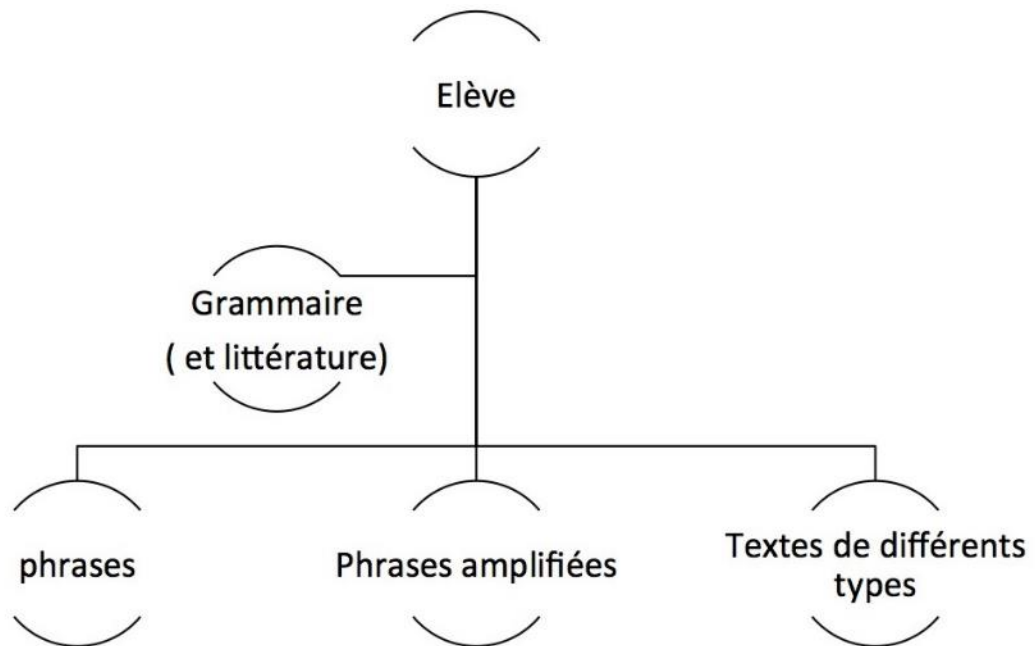 Elève
Grammaire
( et littérature)
phrases
Phrases amplifiées
Textes de différents
types